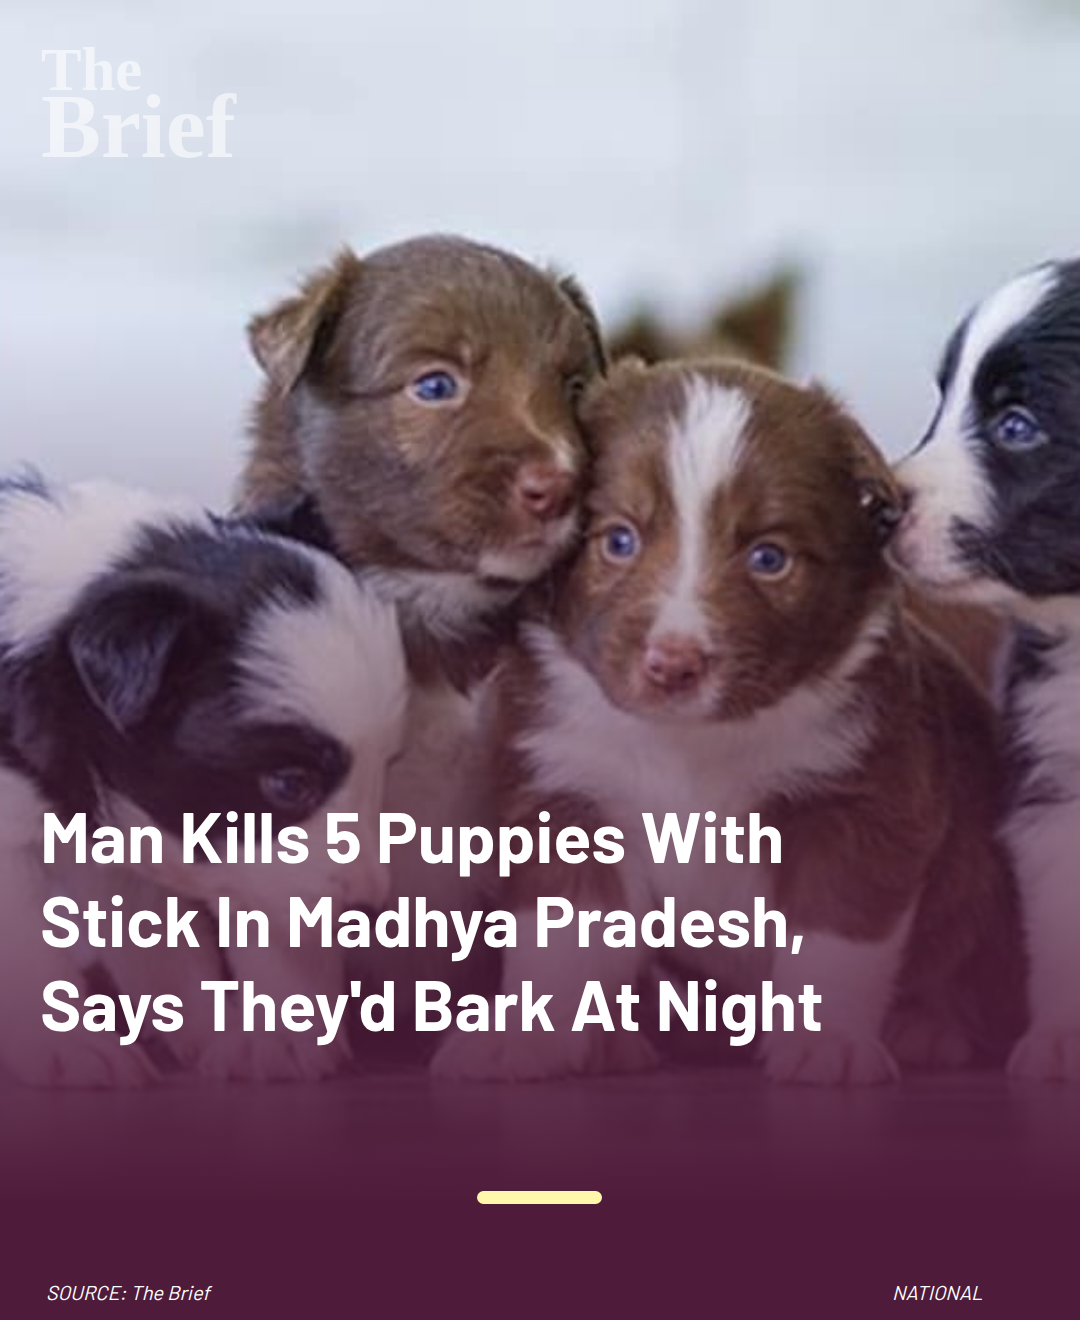 The
Brief
Man Kills 5 Puppies With
Stick In Madhya Pradesh,
Says They'd Bark At Night
SOURCE: The Brief
NATIONAL